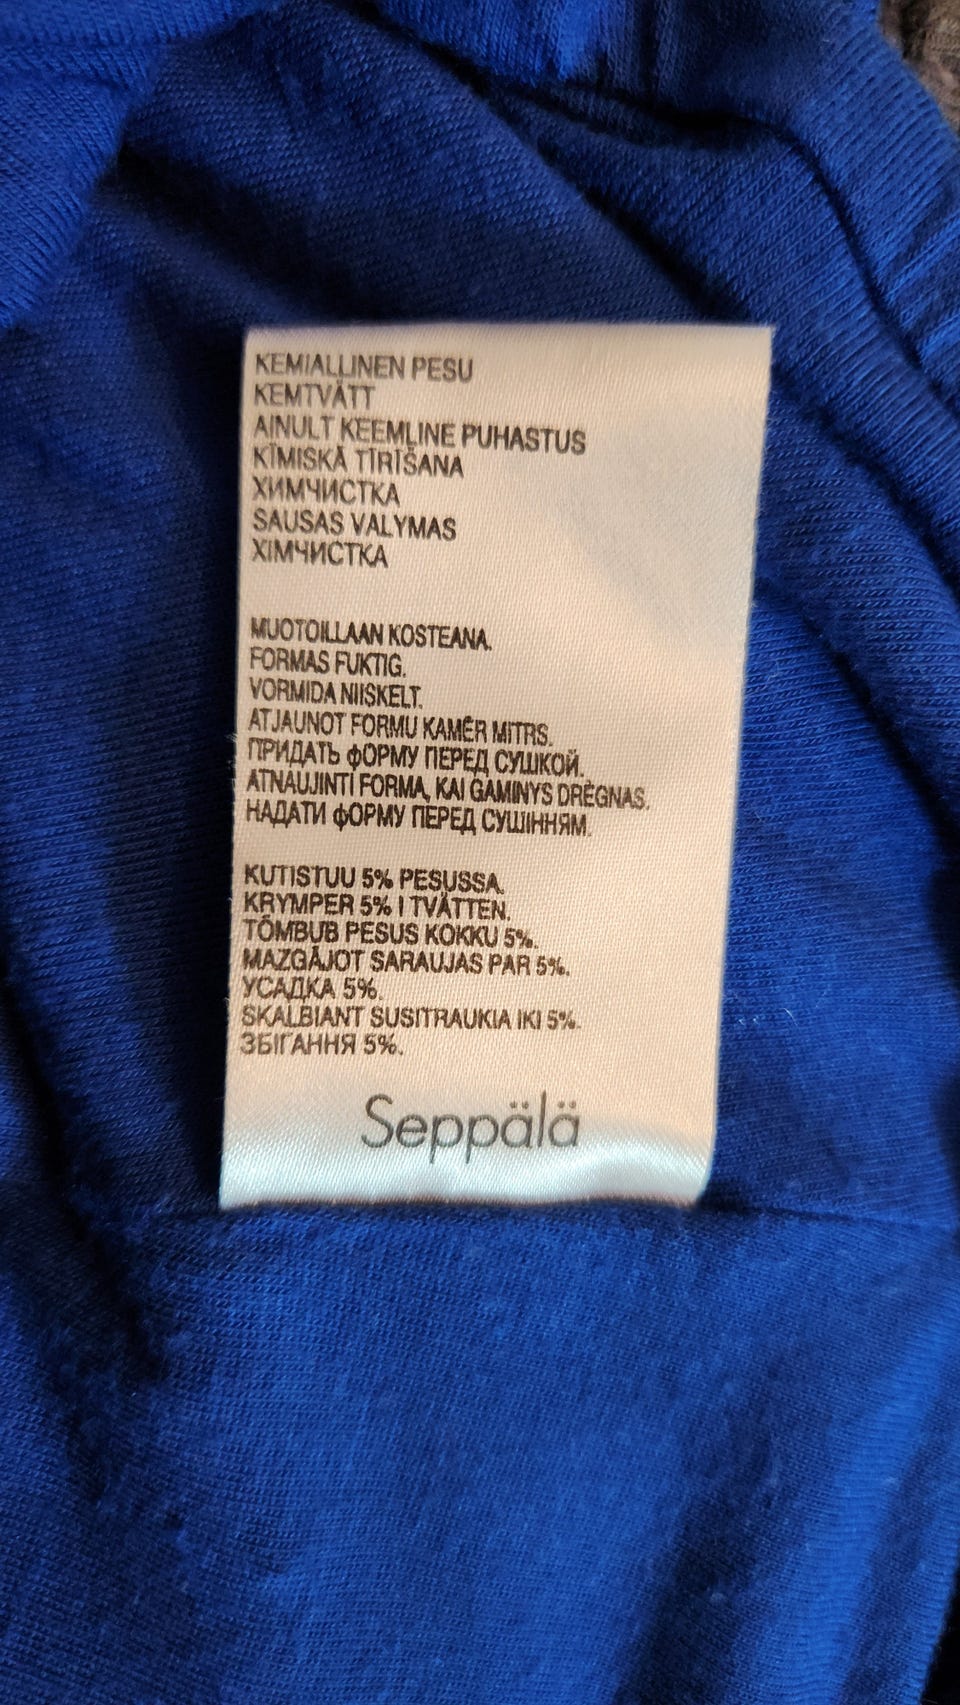 KEMIALLINEN PESU
KEMTVÄTT
AINULT KEEMLINE PUHASTUS
ĶĪMISKĀ TĪRĪŠANA
ХИМЧИСТКА
SAUSAS VALYMAS
ХІМЧИСТКА
MUOTOILLAAN KOSTEANA.
FORMAS FUKTIG.
VORMIDA NIISKELT.
ATJAUNOT FORMU KAMĒR MITRS.
ПРИДАТЬ ФОРМУ ПЕРЕД СУШКОЙ.
ATNAUJINTI FORMA, KAI GAMINYS DRĖGNAS.
НАДАТИ ФОРМУ ПЕРЕД СУШІННЯМ.
KUTISTUU 5% PESUSSA.
KRYMPER 5% I TVÄTTEN.
TÕMBUB PESUS KOKKU 5%.
MAZGĀJOT SARAUJAS PAR 5%.
УСАДКА 5%.
SKALBIANT SUSITRAUKIA IKI 5%.
ЗБІГАННЯ 5%.
Seppälä